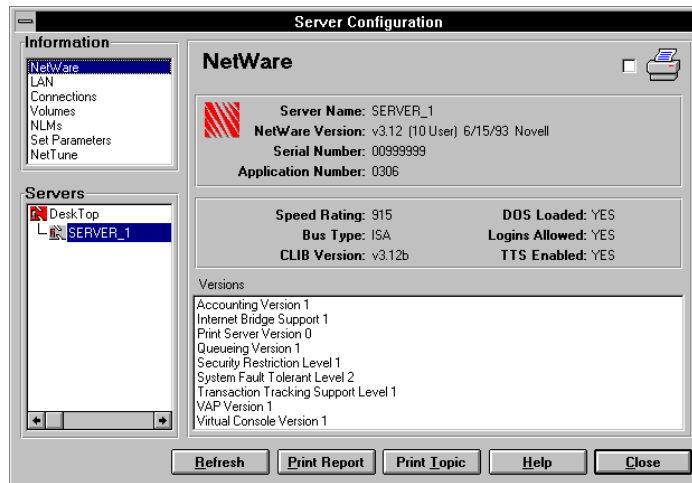 Server Configuration
Information
NetWare
LAN
Connections
Volumes
NLMs
Set Parameters
NetTune
Servers
DeskTop
SERVER_1
NetWare
Server Name: SERVER_1
NetWare Version: v3.12 (10 User) 6/15/93 Novell
Serial Number: 00999999
Application Number: 0306
Speed Rating: 915 DOS Loaded: YES
Bus Type: ISA Logins Allowed: YES
CLIB Version: v3.12b TTS Enabled: YES
Versions
Accounting Version 1
Internet Bridge Support 1
Print Server Version 0
Queueing Version 1
Security Restriction Level 1
System Fault Tolerant Level 2
Transaction Tracking Support Level 1
VAP Version 1
Virtual Console Version 1
Refresh Print Report Print Topic Help Close